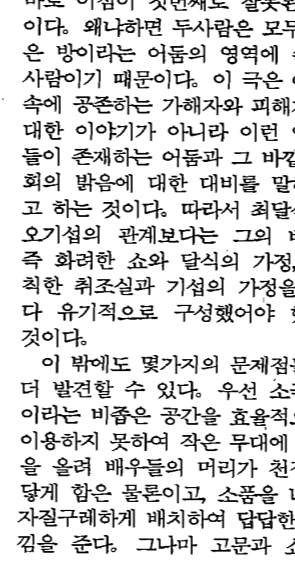 바로 이점이 첫번째로 잘못된
이다. 왜냐하면 두사람은 모두
은 방이라는 어둠의 영역에
사람이기 때문이다. 이 극은
속에 공존하는 가해자와 피해
대한 이야기가 아니라 이런
들이 존재하는 어둠과 그 바깥
회의 밝음에 대한 대비를 말
고 하는 것이다. 따라서 최달
오기섭의 관계보다는 그의
즉 화려한 쇼와 달식의 가정,
칙한 취조실과 기섭의 가정을
다 유기적으로 구성했어야
것이다.
이 밖에도 몇가지의 문제점
더 발견할 수 있다. 우선 소
이라는 비좁은 공간을 효율적
이용하지 못하여 작은 무대에
을 올려 배우들의 머리가 천
닿게 함은 물론이고, 소품을
자질구레하게 배치하여 답답한
낌을 준다. 그나마 고문과